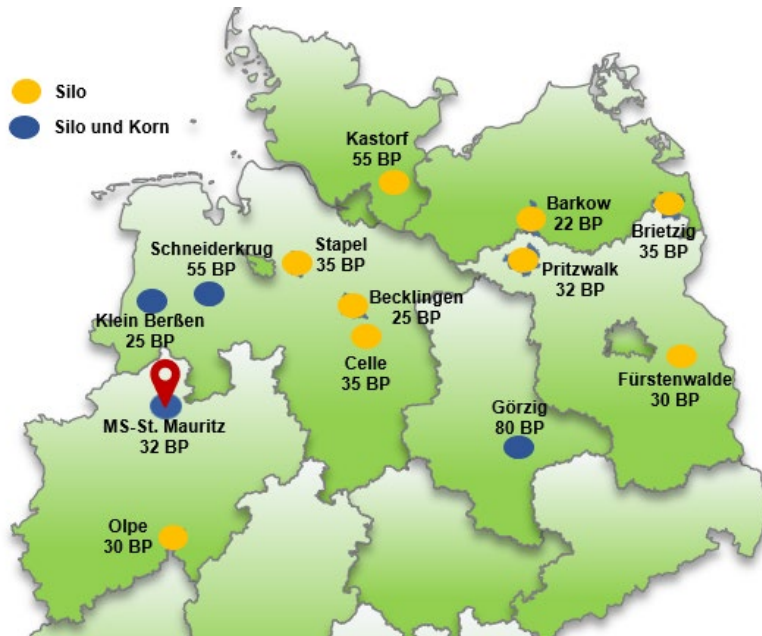 Silo
Silo und Korn
Kastorf
55 BP
Barkow
22 BP
Brietzig
35 BP
Schneiderkrug
55 BP
Stapel
35 BP
Pritzwalk
32 BP
Klein Berßen
25 BP
Becklingen
25 BP
Celle
35 BP
Fürstenwalde
30 BP
MS-St. Mauritz
32 BP
Görzig
80 BP
Olpe
30 BP